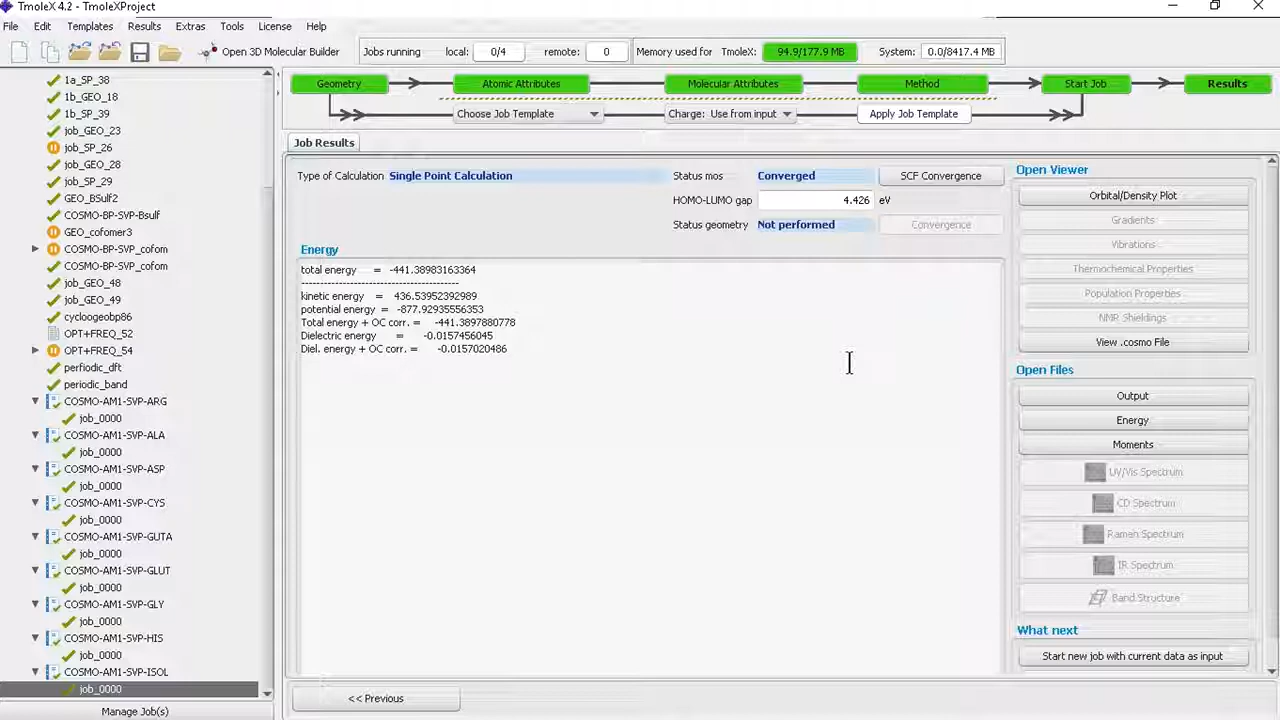 TmoleX 4.2 - TmoleXProject
File Edit Templates Results Extras Tools License Help
Open 3D Molecular Builder Jobs running local: 0/4 remote: 0 Memory used for TmoleX: 94.9/177.9 MB System: 0.0/8417.4 MB
1a_SP_38
1b_GEO_18
1b_SP_39
job_GEO_23
job_SP_26
job_GEO_28
job_SP_29
GEO_BSulf2
COSMO-BP-SVP-Bsulf
GEO_cofomer3
COSMO-BP-SVP_cofom
COSMO-BP-SVP_cofom
job_GEO_48
job_GEO_49
cycloogeobp86
OPT+FREQ_52
OPT+FREQ_54
perfiodic_dft
periodic_band
COSMO-AM1-SVP-ARG
job_0000
COSMO-AM1-SVP-ALA
job_0000
COSMO-AM1-SVP-ASP
job_0000
COSMO-AM1-SVP-CYS
job_0000
COSMO-AM1-SVP-GUTA
job_0000
COSMO-AM1-SVP-GLUT
job_0000
COSMO-AM1-SVP-GLY
job_0000
COSMO-AM1-SVP-HIS
job_0000
COSMO-AM1-SVP-ISOL
job_0000
Manage Job(s)
Geometry Atomic Attributes Molecular Attributes Method Start Job Results
Choose Job Template Charge: Use from input Apply Job Template
Job Results
Type of Calculation Single Point Calculation Status mos Converged SCF Convergence
HOMO-LUMO gap 4.426 eV
Status geometry Not performed Convergence
Energy
total energy = -441.38983163364
------------------------------------------
kinetic energy = 436.53952392989
potential energy = -877.92935556353
Total energy + OC corr. = -441.3897880778
Dielectric energy = -0.0157456045
Diel. energy + OC corr. = -0.0157020486
<< Previous
Open Viewer
Orbital/Density Plot
Gradients
Vibrations
Thermochemical Properties
Population Properties
NMR Shieldings
View .cosmo File
Open Files
Output
Energy
Moments
UV/Vis Spectrum
CD Spectrum
Raman Spectrum
IR Spectrum
Band Structure
What next
Start new job with current data as input